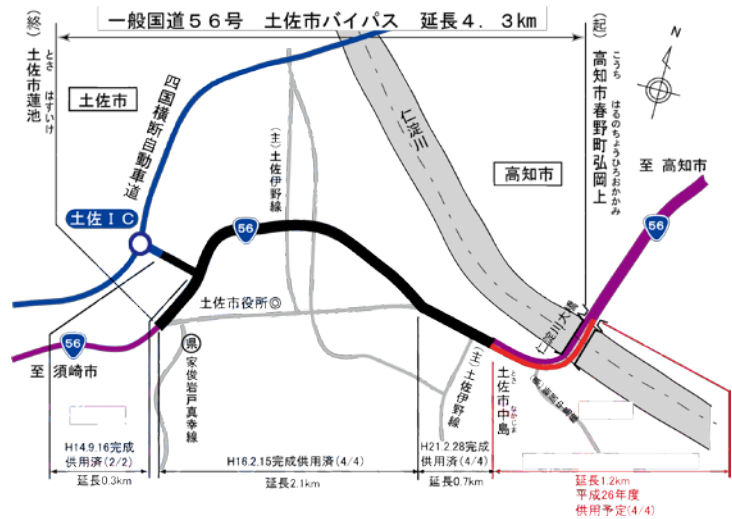 一般国道５６号　土佐市バイパス　延長４．３km
(終)
とさ　はすいけ
土佐市蓮池
土佐市
四国横断自動車道
(主)土佐伊野線
仁淀川
高知市
(起)
こうち　はるのちょうひろおかかみ
高知市春野町弘岡上
N
至 高知市
56
土佐ＩＣ
56
土佐市役所◎
仁淀川大橋
56
至 須崎市
県
家俊岩戸真幸線
(主)土佐伊野線
とさ　なかじま
土佐市中島
H14.9.16完成
供用済(2/2)
延長0.3km
H16.2.15完成供用済(4/4)
延長2.1km
H21.2.28完成
供用済(4/4)
延長0.7km
延長1.2km
平成26年度
供用予定(4/4)